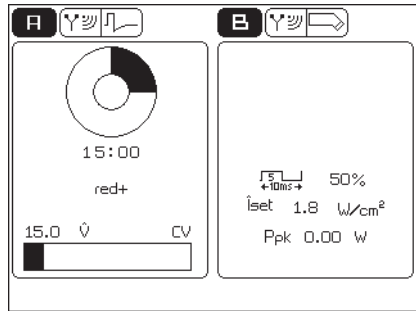 A
B
15:00
red+
15.0 V̂ CV
5 50%
10ms
Îset 1.8 W/cm²
Ppk 0.00 W